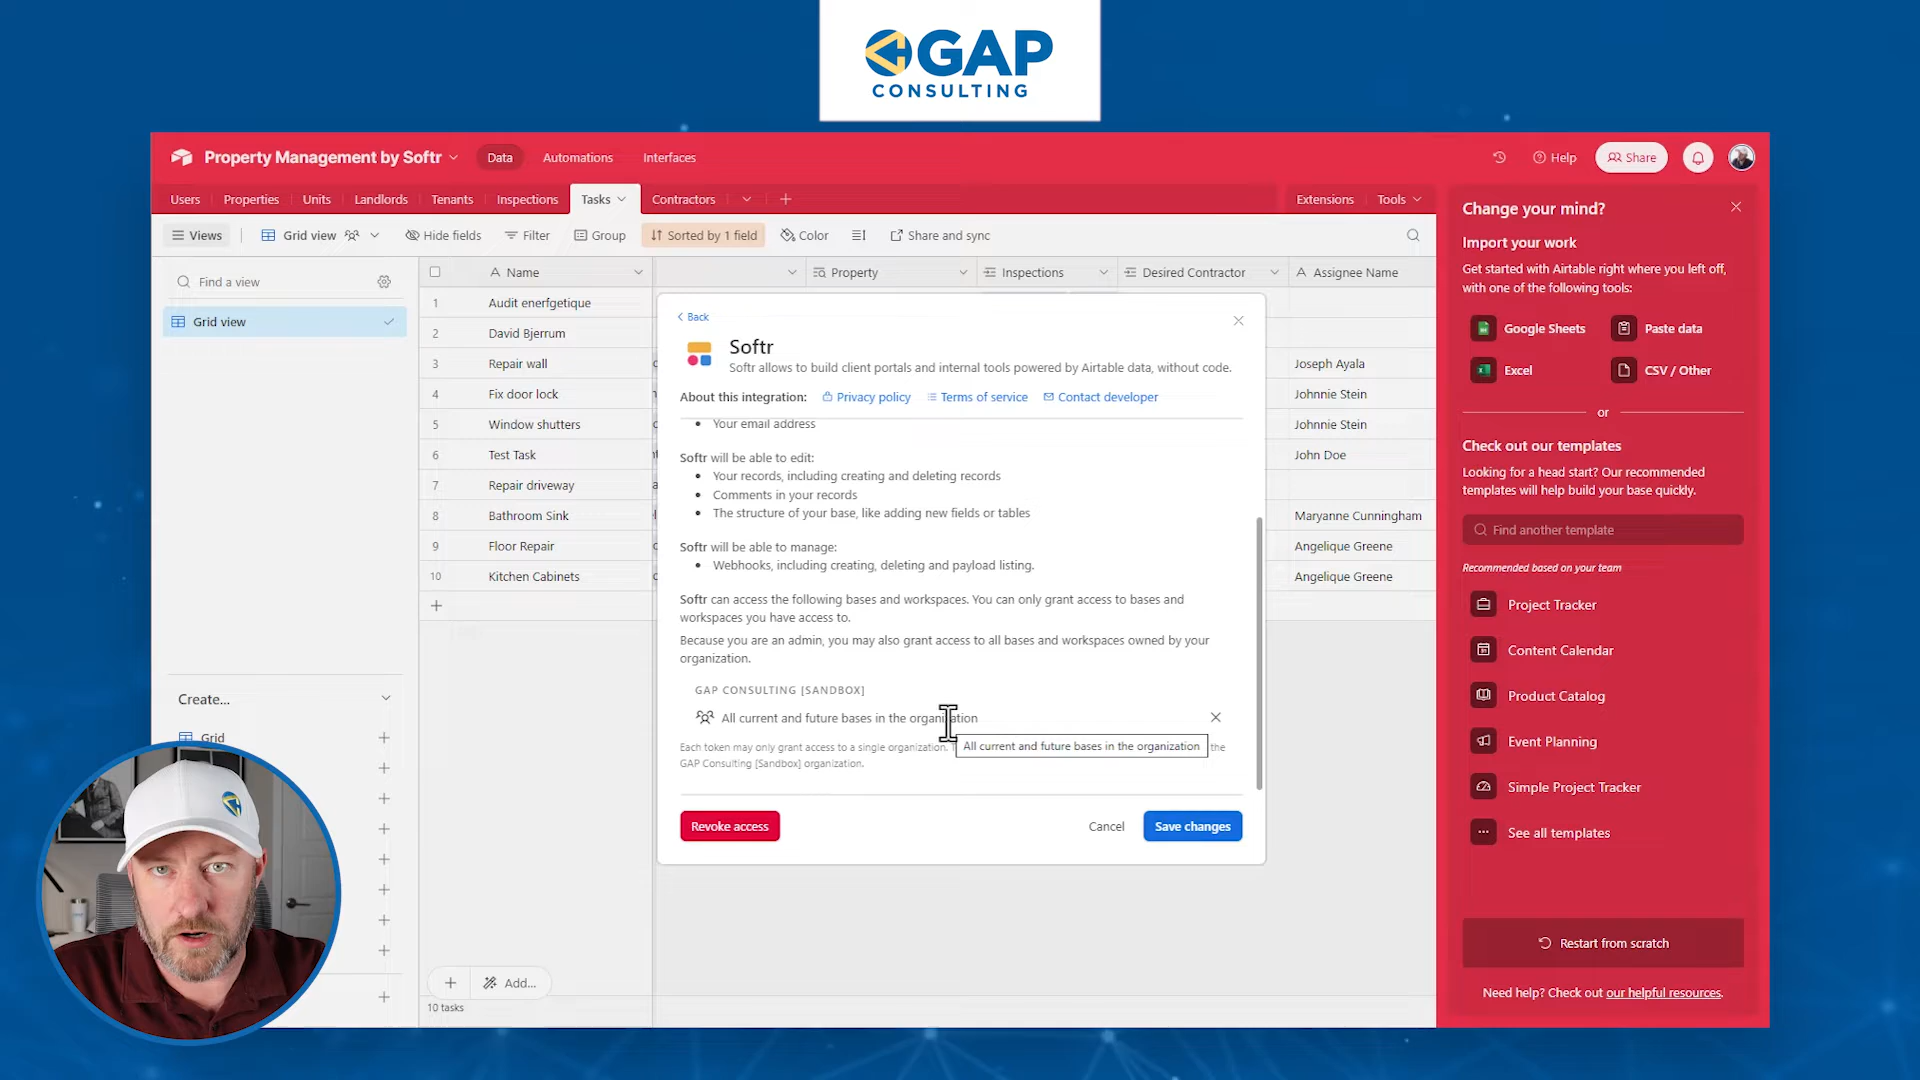 GAP
CONSULTING
Property Management by Softr
Data
Automations
Interfaces
Help
Share
Users
Properties
Units
Landlords
Tenants
Inspections
Tasks
Contractors
Extensions
Tools
Views
Grid view
Hide fields
Filter
Group
Sorted by 1 field
Color
Share and sync
Find a view
Grid view
Create...
Grid
Name
Property
Inspections
Desired Contractor
Assignee Name
1 Audit enerfgetique
2 David Bjerrum
3 Repair wall Joseph Ayala
4 Fix door lock Johnnie Stein
5 Window shutters Johnnie Stein
6 Test Task John Doe
7 Repair driveway
8 Bathroom Sink Maryanne Cunningham
9 Floor Repair Angelique Greene
10 Kitchen Cabinets Angelique Greene
Add...
10 tasks
Back
Softr
Softr allows to build client portals and internal tools powered by Airtable data, without code.
About this integration: Privacy policy Terms of service Contact developer
• Your email address
Softr will be able to edit:
• Your records, including creating and deleting records
• Comments in your records
• The structure of your base, like adding new fields or tables
Softr will be able to manage:
• Webhooks, including creating, deleting and payload listing.
Softr can access the following bases and workspaces. You can only grant access to bases and
workspaces you have access to.
Because you are an admin, you may also grant access to all bases and workspaces owned by your
organization.
GAP CONSULTING [SANDBOX]
All current and future bases in the organization
Each token may only grant access to a single organization. the
All current and future bases in the organization
GAP Consulting [Sandbox] organization.
Revoke access
Cancel
Save changes
Change your mind?
Import your work
Get started with Airtable right where you left off,
with one of the following tools:
Google Sheets
Paste data
Excel
CSV / Other
or
Check out our templates
Looking for a head start? Our recommended
templates will help build your base quickly.
Find another template
Recommended based on your team
Project Tracker
Content Calendar
Product Catalog
Event Planning
Simple Project Tracker
See all templates
Restart from scratch
Need help? Check out our helpful resources.